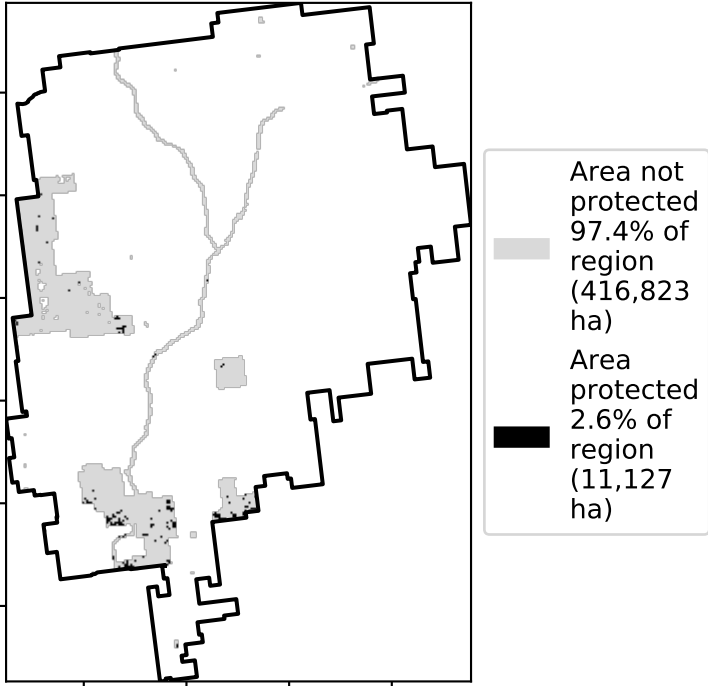 Area not
protected
97.4% of
region
(416,823
ha)
Area
protected
2.6% of
region
(11,127
ha)